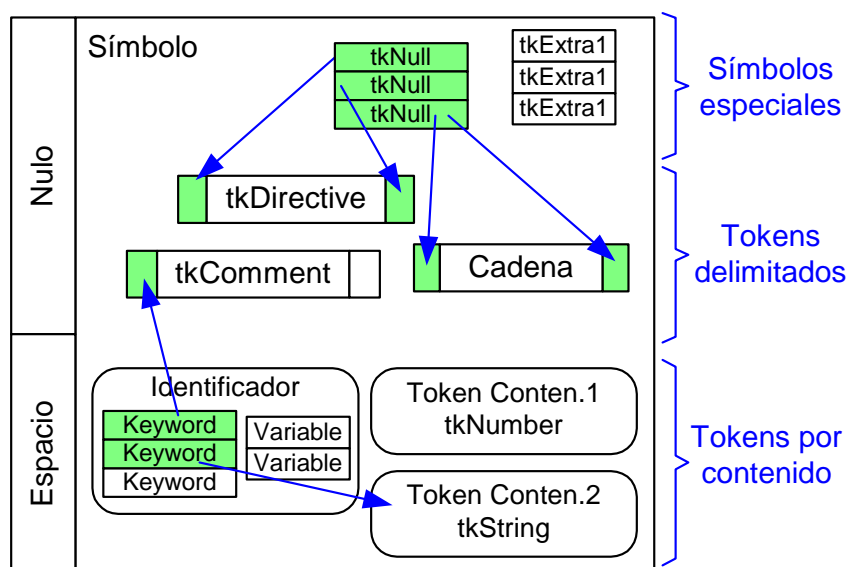 Símbolo
tkNull
tkNull
tkNull
tkExtra1
tkExtra1
tkExtra1
Símbolos
especiales
Nulo
tkDirective
tkComment
Cadena
Tokens
delimitados
Espacio
Identificador
Keyword
Keyword
Keyword
Variable
Variable
Token Conten.1
tkNumber
Token Conten.2
tkString
Tokens por
contenido